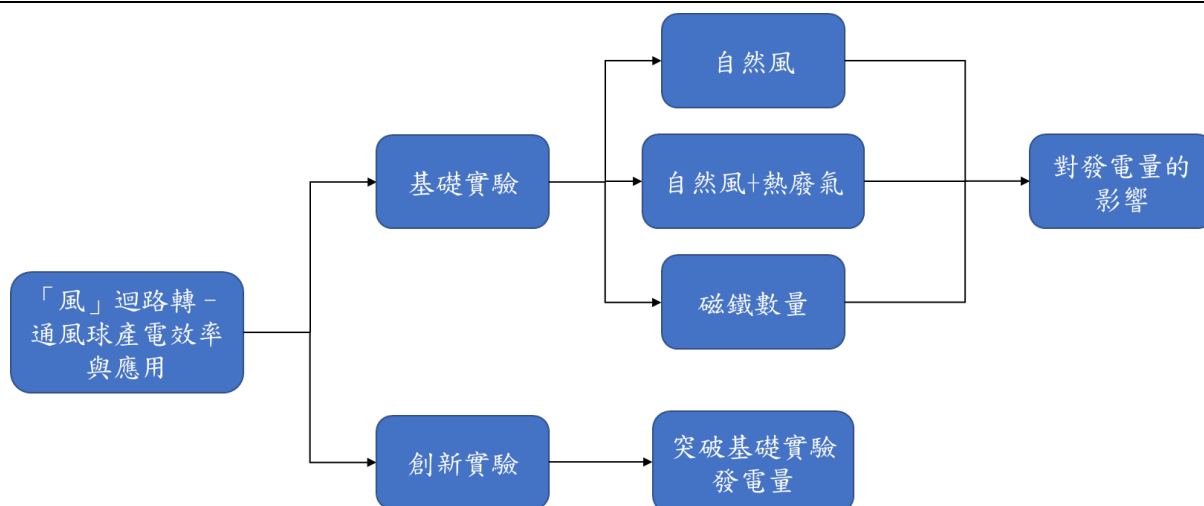 自然風
基礎實驗
自然風+熱廢氣
對發電量的
影響
磁鐵數量
「風」迴路轉–
通風球產電效率
與應用
創新實驗
突破基礎實驗
發電量